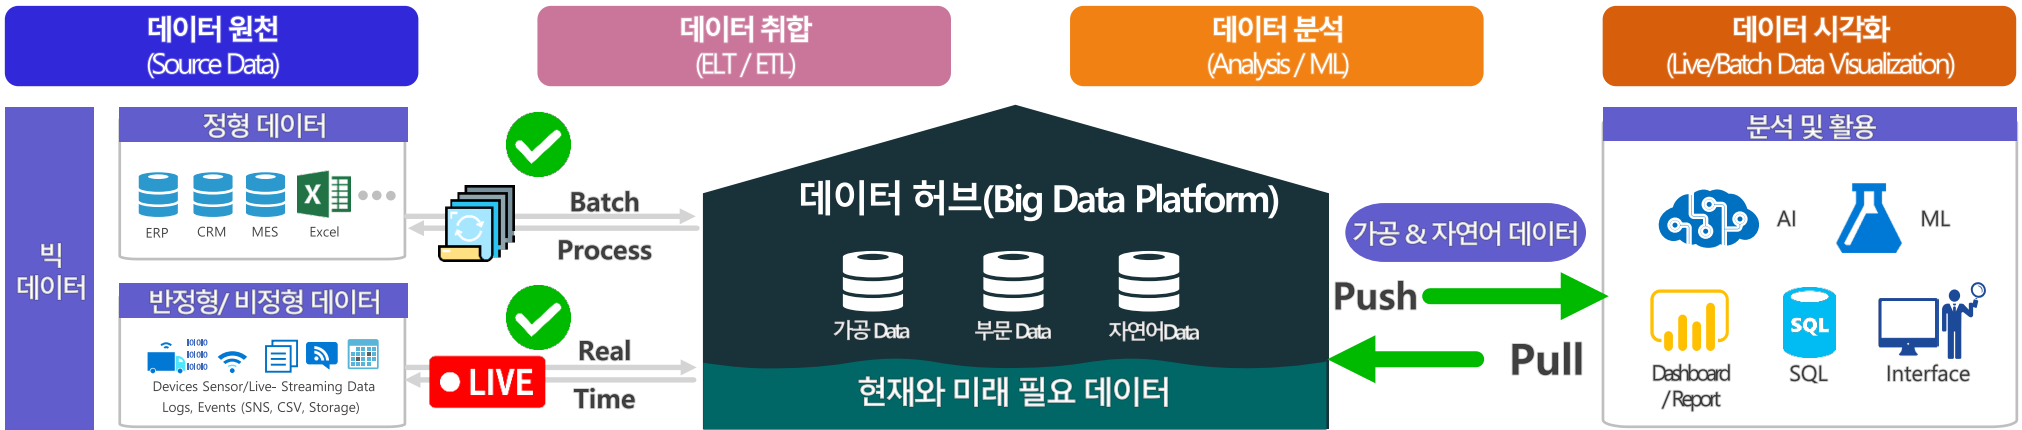 데이터 원천
(Source Data)
데이터 취합
(ELT / ETL)
데이터 분석
(Analysis / ML)
데이터 시각화
(Live/Batch Data Visualization)
빅
데이터
정형 데이터
X
ERP
CRM
MES
Excel
반정형/ 비정형 데이터
Devices Sensor/Live- Streaming Data
Logs, Events (SNS, CSV, Storage)
Batch
Process
LIVE
Real
Time
데이터 허브(Big Data Platform)
가공 Data
부문 Data
자연어Data
현재와 미래 필요 데이터
가공 & 자연어 데이터
Push
Pull
분석 및 활용
AI
ML
Dashboard
/ Report
SQL
SQL
Interface